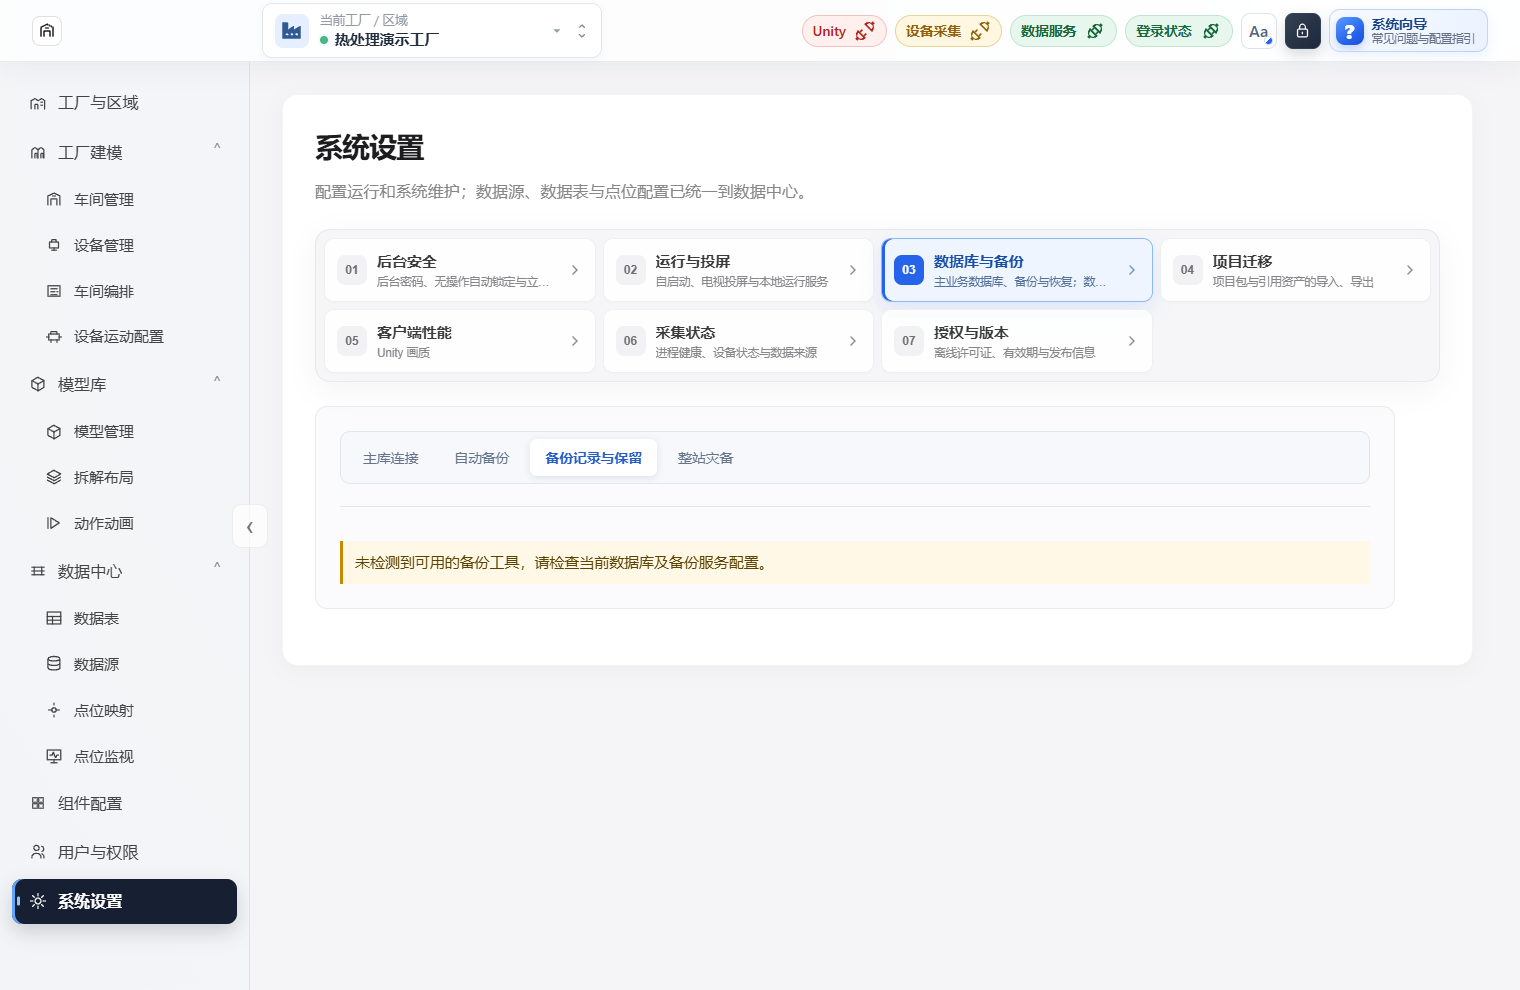 当前工厂 / 区域
热处理演示工厂
Unity
设备采集
数据服务
登录状态
Aa
?
系统向导
常见问题与配置指引
工厂与区域
工厂建模
车间管理
设备管理
车间编排
设备运动配置
模型库
模型管理
拆解布局
动作动画
数据中心
数据表
数据源
点位映射
点位监视
组件配置
用户与权限
系统设置
系统设置
配置运行和系统维护；数据源、数据表与点位配置已统一到数据中心。
01
后台安全
后台密码、无操作自动锁定与立...
02
运行与投屏
自启动、电视投屏与本地运行服务
03
数据库与备份
主业务数据库、备份与恢复；数...
04
项目迁移
项目包与引用资产的导入、导出
05
客户端性能
Unity 画质
06
采集状态
进程健康、设备状态与数据来源
07
授权与版本
离线许可证、有效期与发布信息
主库连接
自动备份
备份记录与保留
整站灾备
未检测到可用的备份工具，请检查当前数据库及备份服务配置。